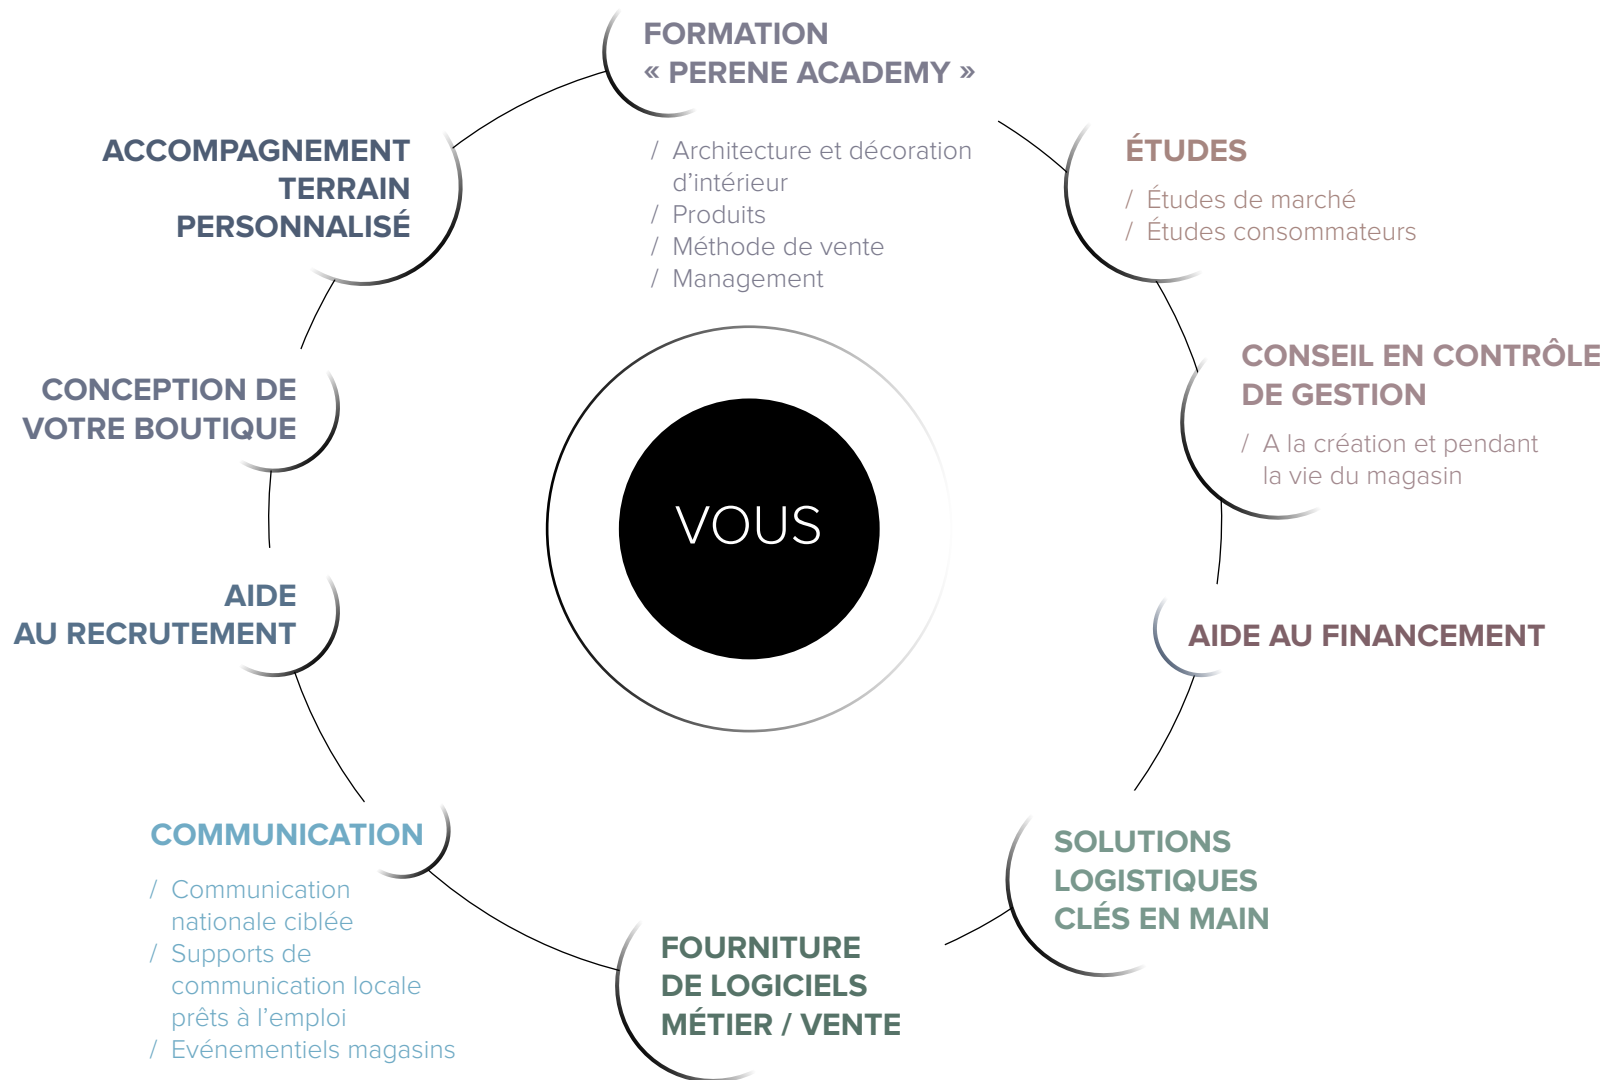 FORMATION
« PERENE ACADEMY »
/ Architecture et décoration
d’intérieur
/ Produits
/ Méthode de vente
/ Management
ÉTUDES
/ Études de marché
/ Études consommateurs
CONSEIL EN CONTRÔLE
DE GESTION
/ A la création et pendant
la vie du magasin
AIDE AU FINANCEMENT
SOLUTIONS
LOGISTIQUES
CLÉS EN MAIN
FOURNITURE
DE LOGICIELS
MÉTIER / VENTE
COMMUNICATION
/ Communication
nationale ciblée
/ Supports de
communication locale
prêts à l’emploi
/ Evénementiels magasins
AIDE
AU RECRUTEMENT
CONCEPTION DE
VOTRE BOUTIQUE
ACCOMPAGNEMENT
TERRAIN
PERSONNALISÉ
VOUS